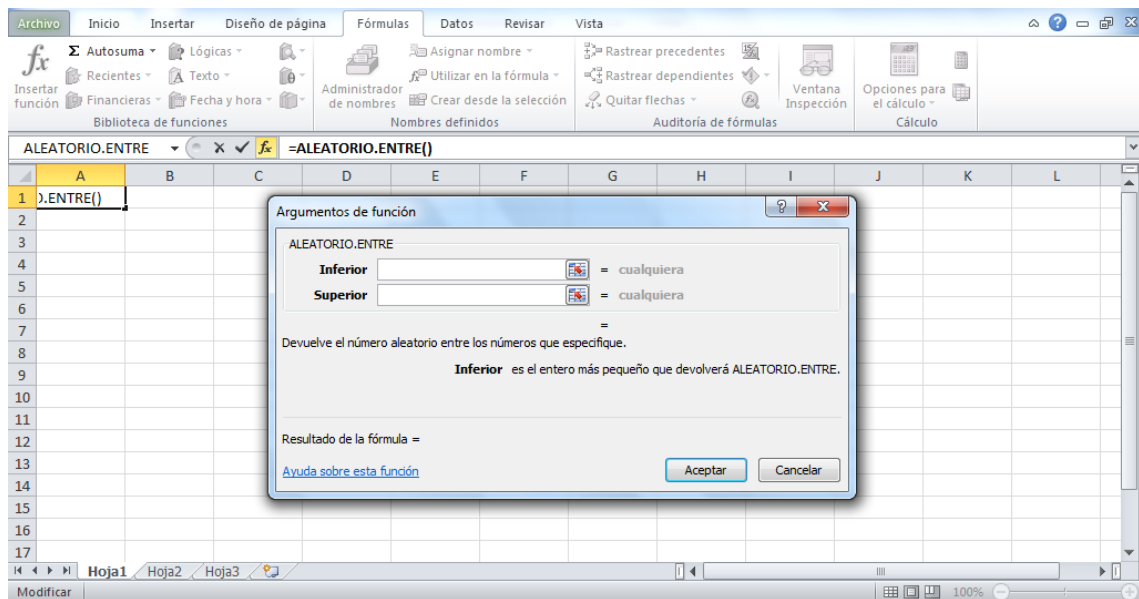 Archivo Inicio Insertar Diseño de página Fórmulas Datos Revisar Vista
fx Σ Autosuma Lógicas Asignar nombre Rastrear precedentes
Recientes Texto Utilizar en la fórmula Rastrear dependientes
Insertar función Administrador de nombres Ventana Inspección Opciones para el cálculo
Financieras Fecha y hora Crear desde la selección Quitar flechas
Biblioteca de funciones Nombres definidos Auditoría de fórmulas Cálculo
ALEATORIO.ENTRE fx =ALEATORIO.ENTRE()
A B C D E F G H I J K L
1 O.ENTRE()
2
3
4
5
6
7
8
9
10
11
12
13
14
15
16
17
Argumentos de función
ALEATORIO.ENTRE
Inferior = cualquiera
Superior = cualquiera
=
Devuelve el número aleatorio entre los números que especifique.
Inferior es el entero más pequeño que devolverá ALEATORIO.ENTRE.
Resultado de la fórmula =
Ayuda sobre esta función Aceptar Cancelar
Hoja1 Hoja2 Hoja3
Modificar 100%